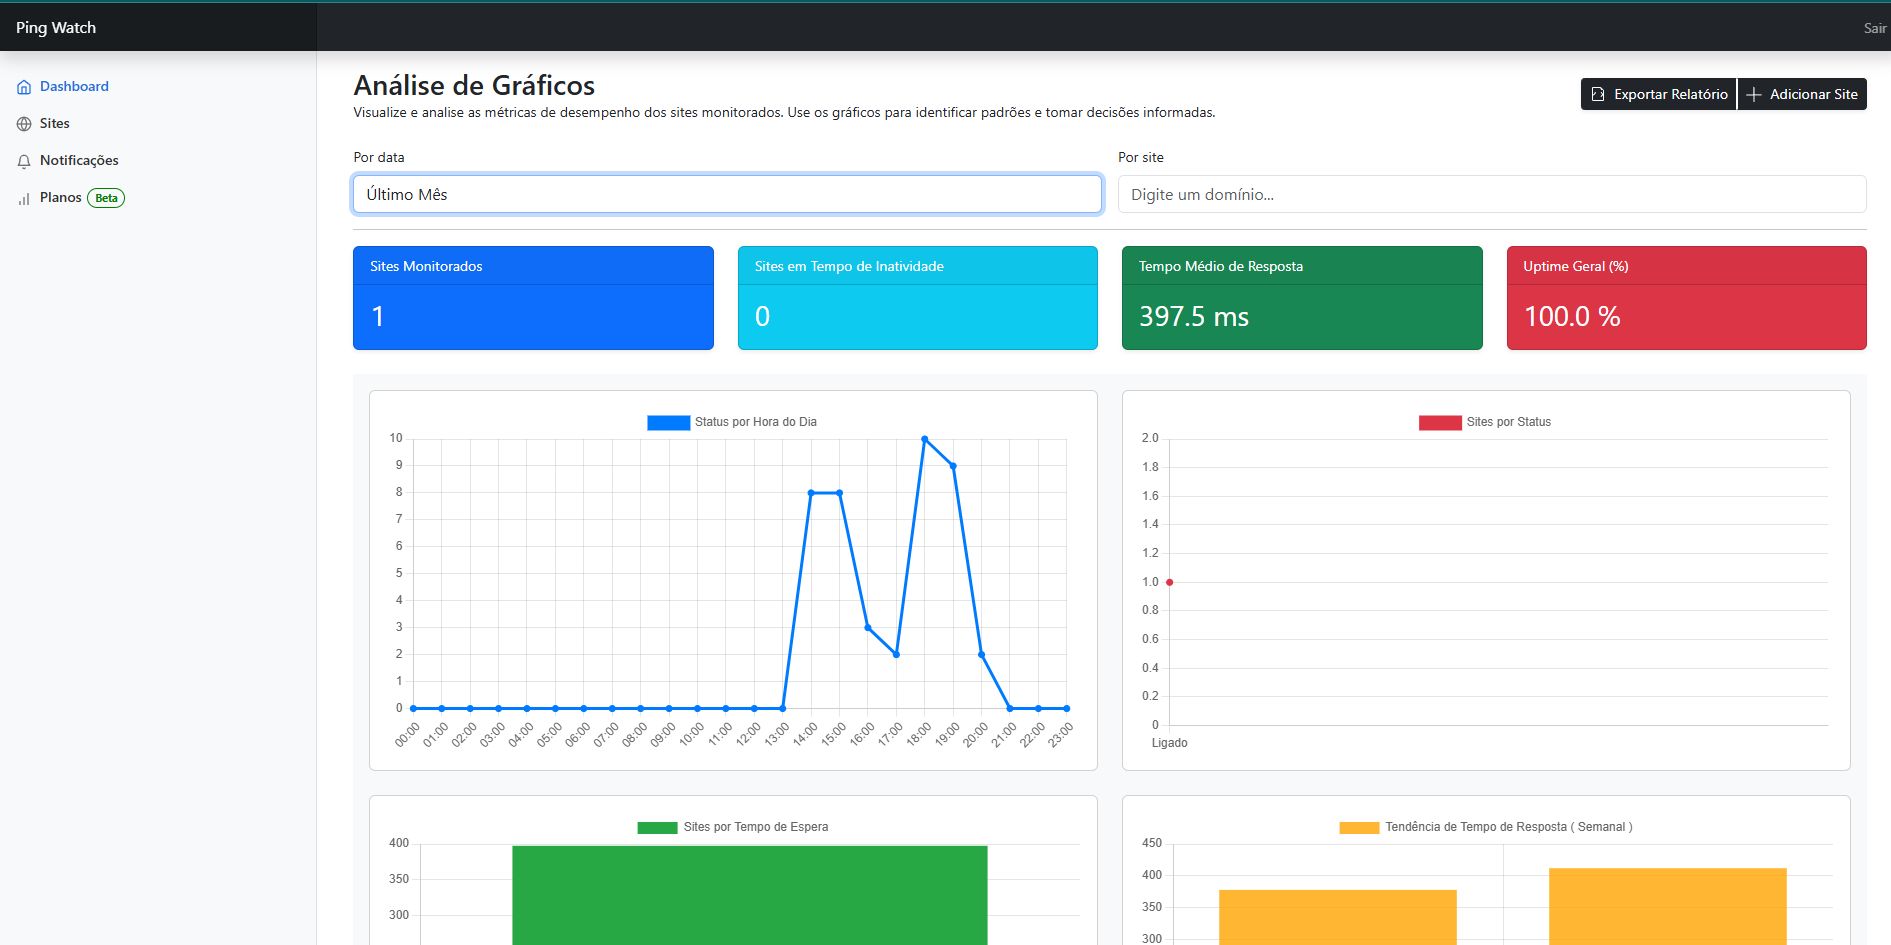 Ping Watch
Sair
Dashboard
Sites
Notificações
Planos Beta
Análise de Gráficos
Visualize e analise as métricas de desempenho dos sites monitorados. Use os gráficos para identificar padrões e tomar decisões informadas.
Exportar Relatório
Adicionar Site
Por data
Último Mês
Por site
Digite um domínio...
Sites Monitorados
1
Sites em Tempo de Inatividade
0
Tempo Médio de Resposta
397.5 ms
Uptime Geral (%)
100.0 %
Status por Hora do Dia
10
9
8
7
6
5
4
3
2
1
0
00:00 01:00 02:00 03:00 04:00 05:00 06:00 07:00 08:00 09:00 10:00 11:00 12:00 13:00 14:00 15:00 16:00 17:00 18:00 19:00 20:00 21:00 22:00 23:00
Sites por Status
2.0
1.8
1.6
1.4
1.2
1.0
0.8
0.6
0.4
0.2
0
Ligado
Sites por Tempo de Espera
400
350
300
Tendência de Tempo de Resposta ( Semanal )
450
400
350
300